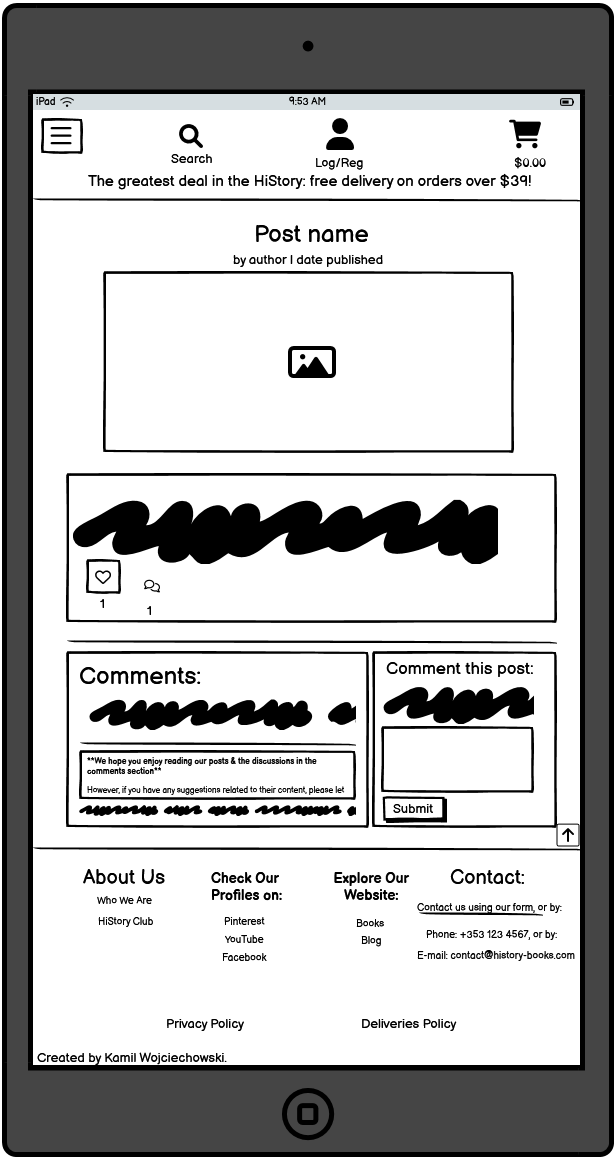 iPad 9:53 AM
Search Log/Reg $0.00
The greatest deal in the HiStory: free delivery on orders over $39!
Post name
by author I date published
1 1
Comments:
**We hope you enjoy reading our posts & the discussions in the
comments section**
However, if you have any suggestions related to their content, please let
Comment this post:
Submit
About Us
Who We Are
HiStory Club
Check Our
Profiles on:
Pinterest
YouTube
Facebook
Explore Our
Website:
Books
Blog
Contact:
Contact us using our form, or by:
Phone: +353 123 4567, or by:
E-mail: contact@history-books.com
Privacy Policy Deliveries Policy
Created by Kamil Wojciechowski.